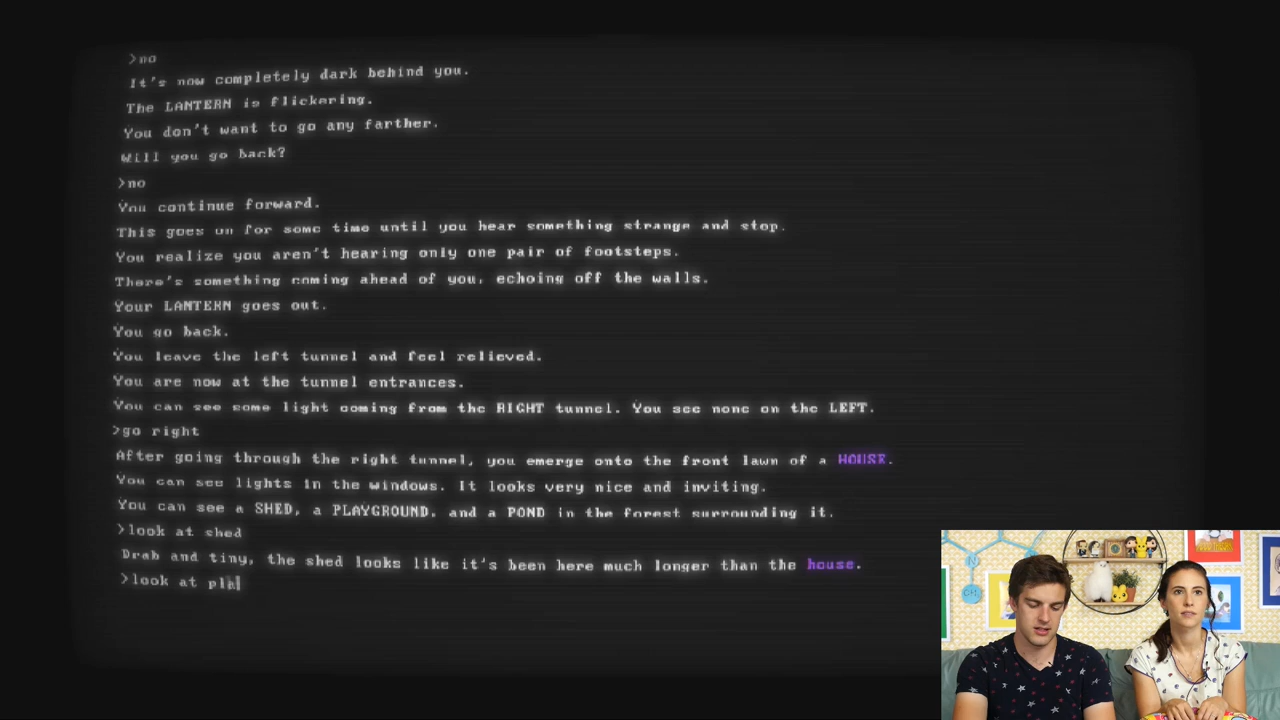 >no
It's now completely dark behind you.
The LANTERN is flickering.
You don't want to go any farther.
Will you go back?
>no
You continue forward.
This goes on for some time until you hear something strange and stop.
You realize you aren't hearing only one pair of footsteps.
There's something coming ahead of you, echoing off the walls.
Your LANTERN goes out.
You go back.
You leave the left tunnel and feel relieved.
You are now at the tunnel entrances.
You can see some light coming from the RIGHT tunnel. You see none on the LEFT.
>go right
After going through the right tunnel, you emerge onto the front lawn of a HOUSE.
You can see lights in the windows. It looks very nice and inviting.
You can see a SHED, a PLAYGROUND, and a POND in the forest surrounding it.
>look at shed
Drab and tiny, the shed looks like it's been here much longer than the house.
>look at pla